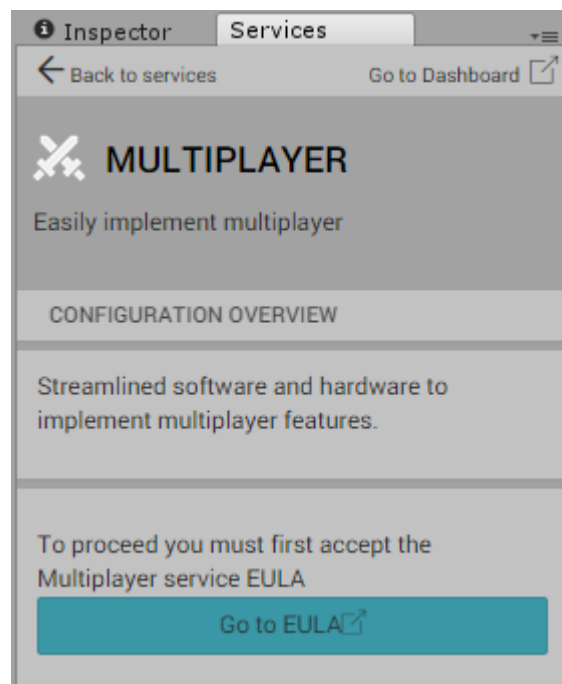 Inspector
Services
Back to services
Go to Dashboard
MULTIPLAYER
Easily implement multiplayer
CONFIGURATION OVERVIEW
Streamlined software and hardware to
implement multiplayer features.
To proceed you must first accept the
Multiplayer service EULA
Go to EULA